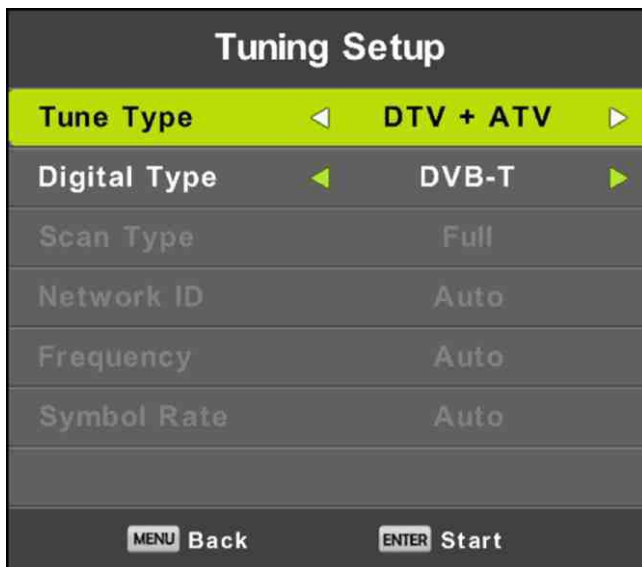 Tuning Setup
Tune Type DTV + ATV
Digital Type DVB-T
Scan Type Full
Network ID Auto
Frequency Auto
Symbol Rate Auto
MENU Back ENTER Start